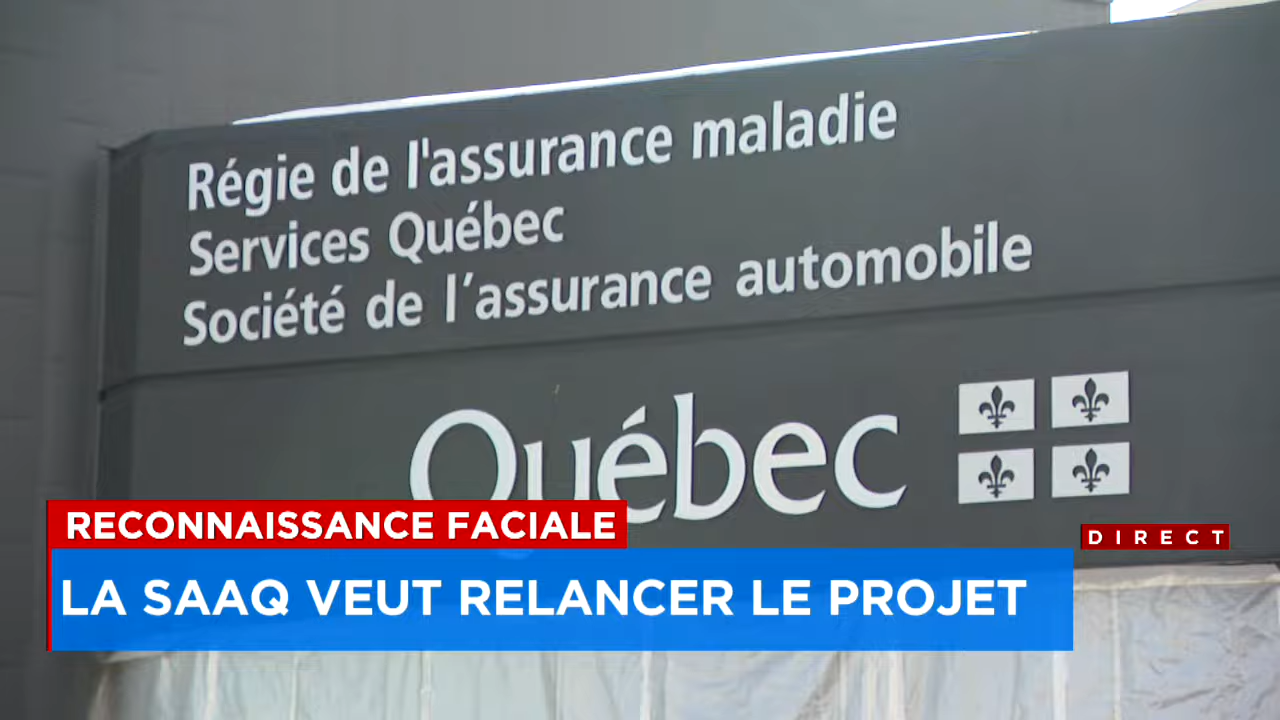 Régie de l'assurance maladie
Services Québec
Société de l'assurance automobile
Québec
RECONNAISSANCE FACIALE
DIRECT
LA SAAQ VEUT RELANCER LE PROJET